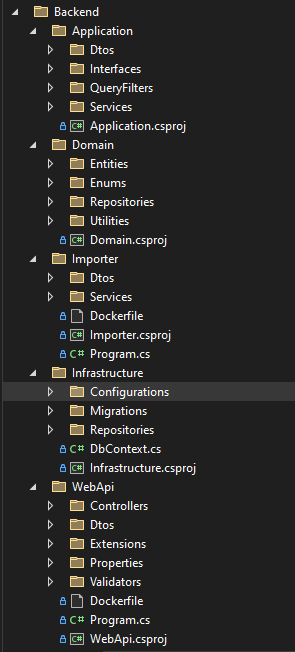 Backend
Application
Dtos
Interfaces
QueryFilters
Services
C# Application.csproj
Domain
Entities
Enums
Repositories
Utilities
C# Domain.csproj
Importer
Dtos
Services
Dockerfile
C# Importer.csproj
C# Program.cs
Infrastructure
Configurations
Migrations
Repositories
C# DbContext.cs
C# Infrastructure.csproj
WebApi
Controllers
Dtos
Extensions
Properties
Validators
Dockerfile
C# Program.cs
C# WebApi.csproj